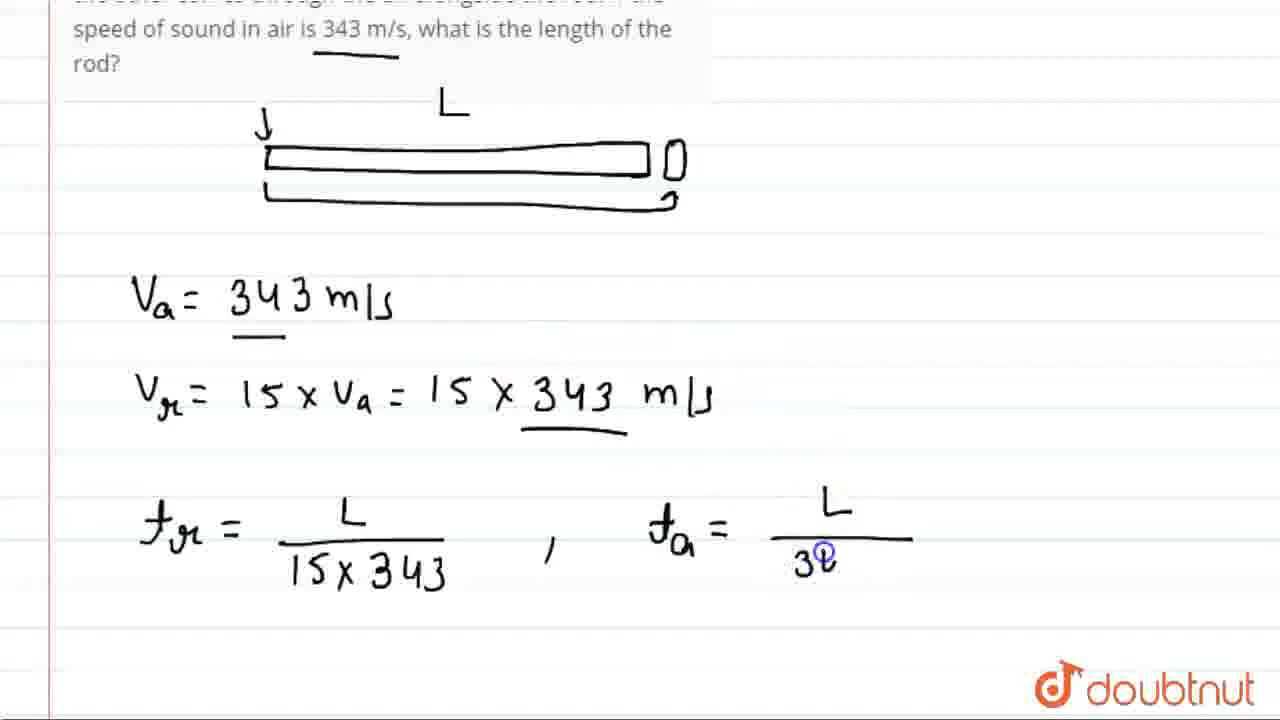 speed of sound in air is 343 m/s, what is the length of the
rod?
L
Va = 343 m/s
Vr = 15 × Va = 15 × 343 m/s
tr = L / 15 × 343 , ta = L / 34
doubtnut